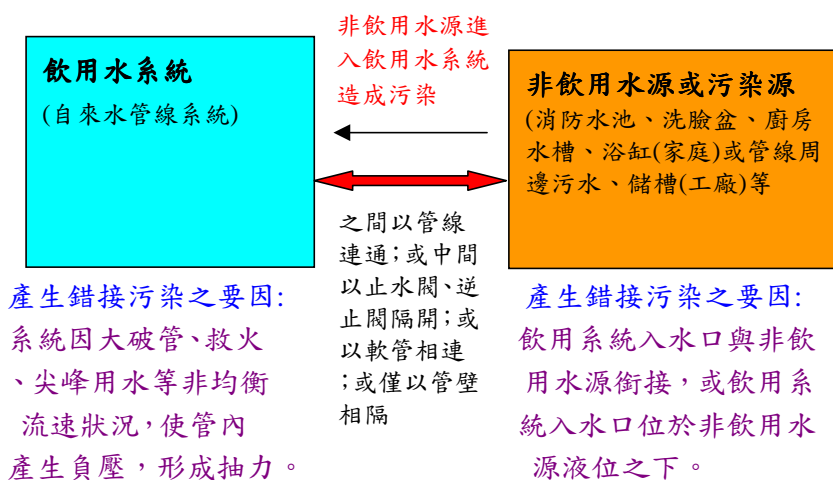 飲用水系統
(自來水管線系統)
非飲用水源進
入飲用水系統
造成污染
非飲用水源或污染源
(消防水池、洗臉盆、廚房
水槽、浴缸(家庭)或管線周
邊污水、儲槽(工廠)等
之間以管線
連通;或中間
以止水閥、逆
止閥隔開;或
以軟管相連
;或僅以管壁
相隔
產生錯接污染之要因:
系統因大破管、救火
、尖峰用水等非均衡
流速狀況,使管內
產生負壓,形成抽力。
產生錯接污染之要因:
飲用系統入水口與非飲
用水源銜接,或飲用系
統入水口位於非飲用水
源液位之下。